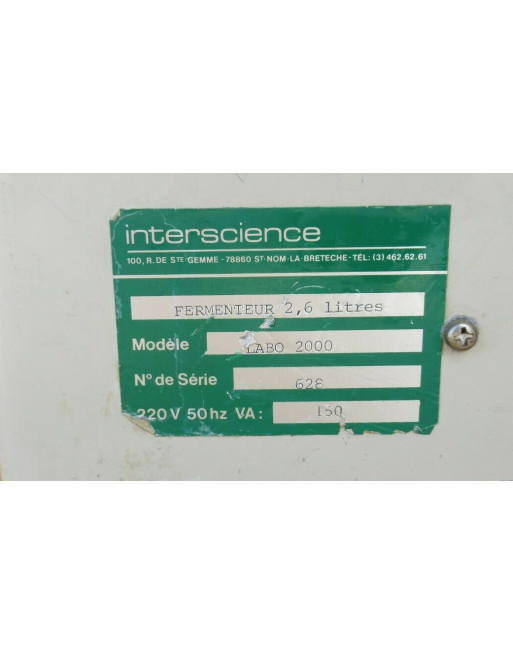 interscience
100, R. DE STE GEMME - 78860 ST-NOM-LA-BRETECHE - TÉL: (3) 462.62.61
FERMENTEUR 2,6 litres
Modèle LABO 2000
N° de Série 628
220 V 50 hz VA : 150